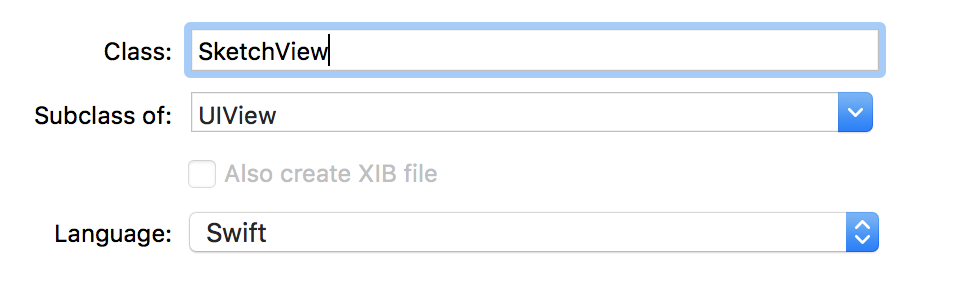 Class: SketchView
Subclass of: UIView
Also create XIB file
Language: Swift